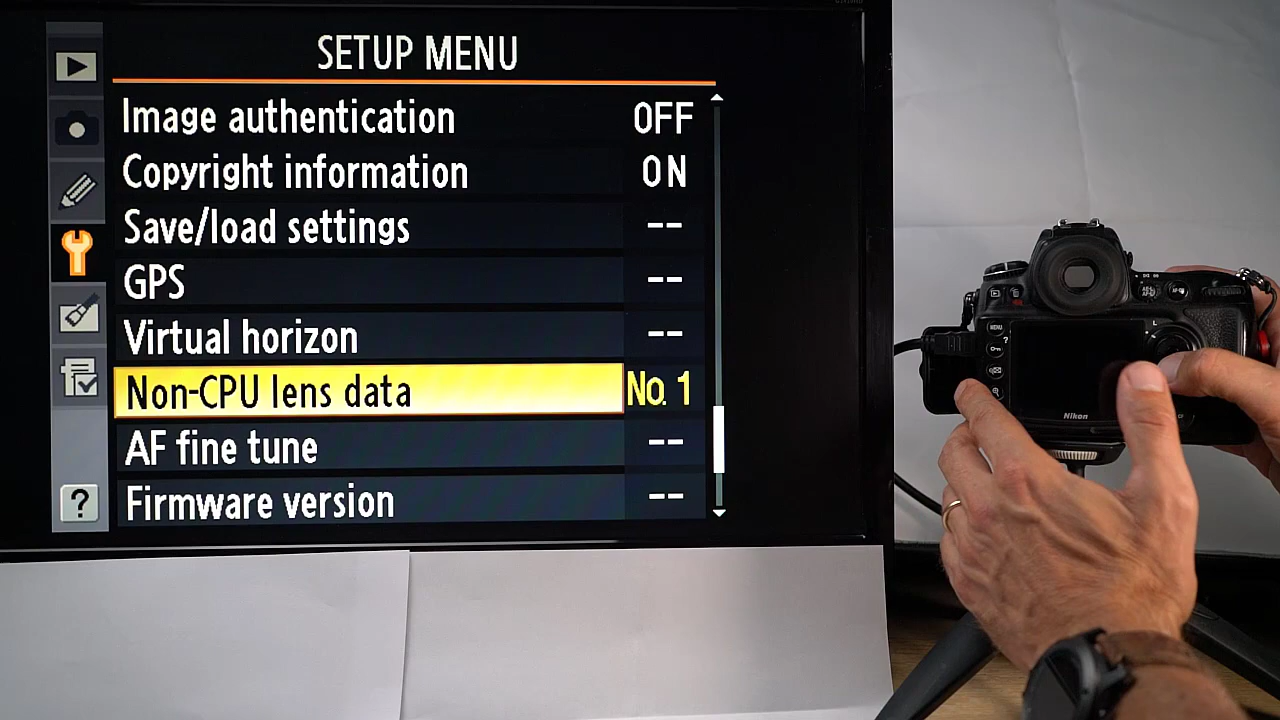 SETUP MENU
Image authentication OFF
Copyright information ON
Save/load settings --
GPS --
Virtual horizon --
Non-CPU lens data No. 1
AF fine tune --
Firmware version --
?
MENU
?
L
Nikon